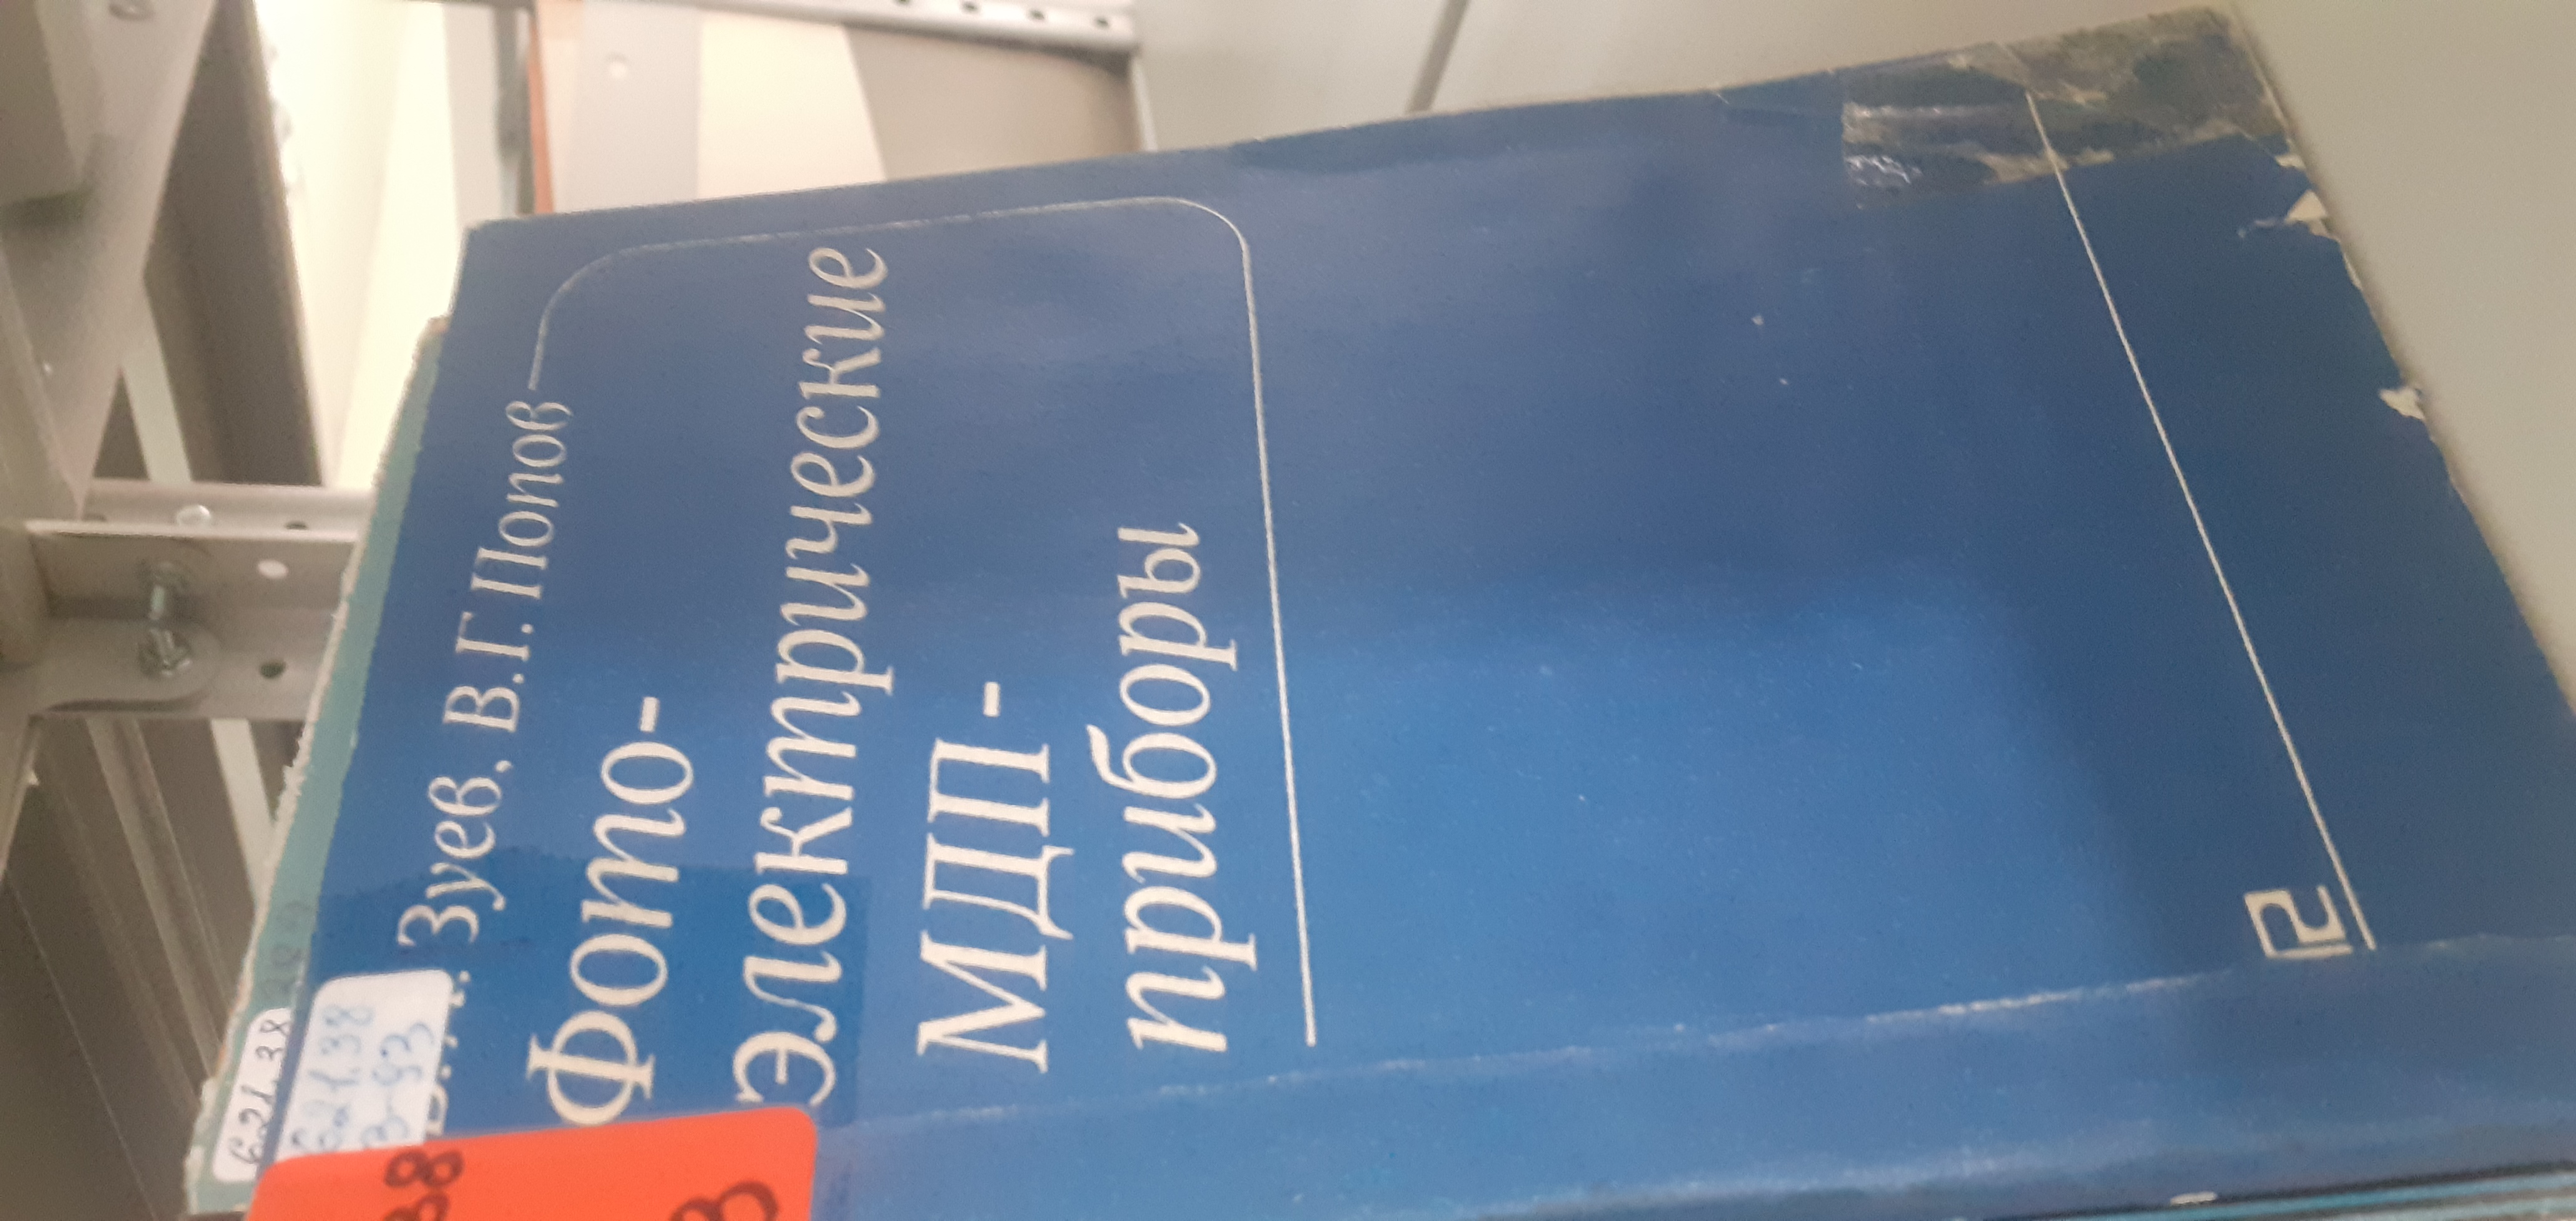 Зуев, В.Г. Попов
Фото-
электрические
МДП-
приборы
621.38
621.38
З-93